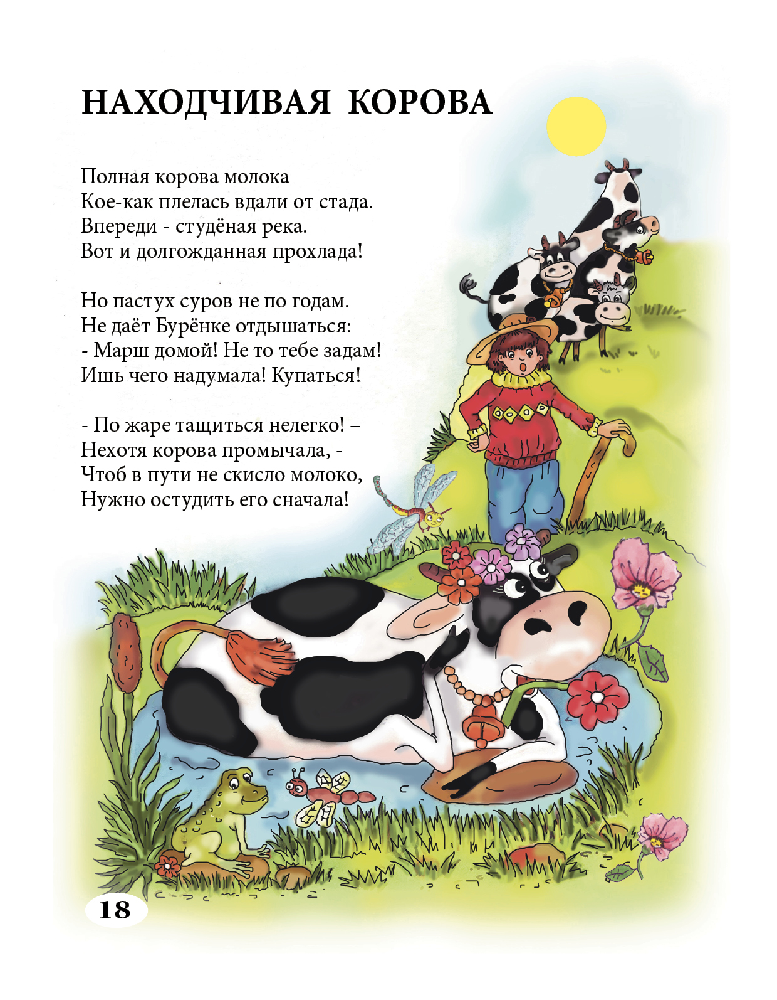 НАХОДЧИВАЯ КОРОВА
Полная корова молока
Кое-как плелась вдали от стада.
Впереди - студёная река.
Вот и долгожданная прохлада!
Но пастух суров не по годам.
Не даёт Бурёнке отдышаться:
- Марш домой! Не то тебе задам!
Ишь чего надумала! Купаться!
- По жаре тащиться нелегко! –
Нехотя корова промычала, -
Чтоб в пути не скисло молоко,
Нужно остудить его сначала!
18